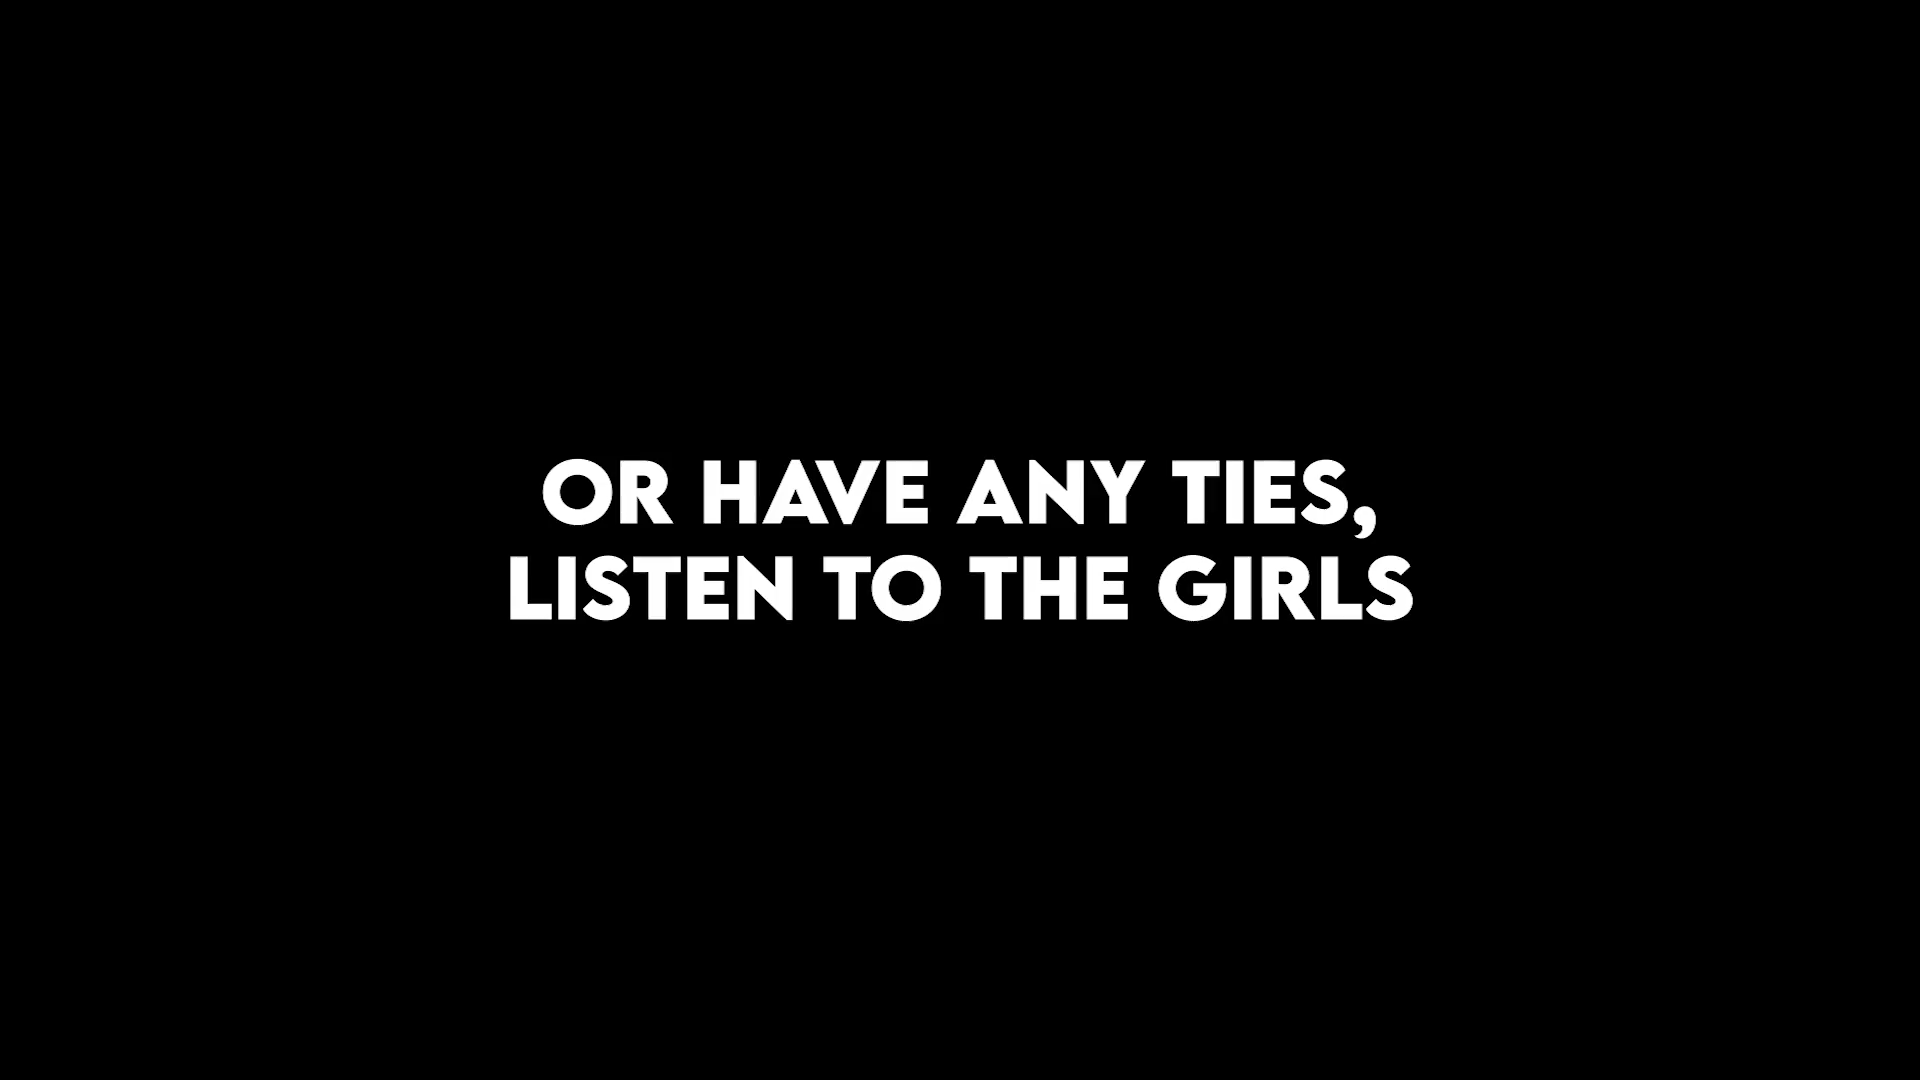 OR HAVE ANY TIES,
LISTEN TO THE GIRLS